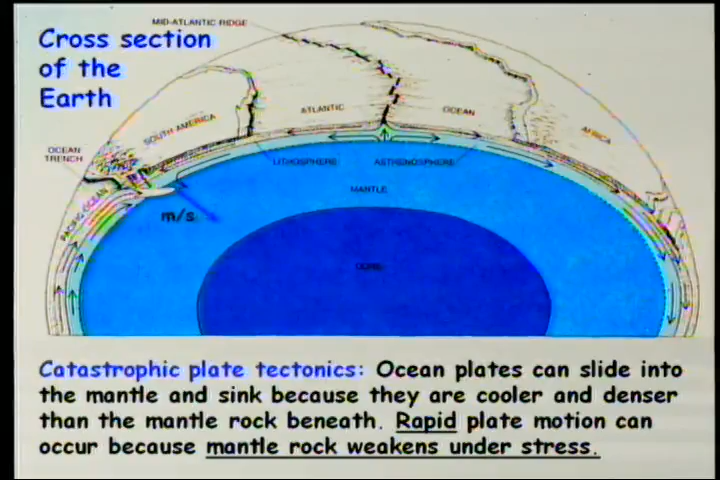 MID-ATLANTIC RIDGE
Cross section
of the
Earth
ATLANTIC
OCEAN
SOUTH AMERICA
AFRICA
OCEAN
TRENCH
LITHOSPHERE
ASTHENOSPHERE
MANTLE
PACIFIC OCEAN
m/s
CORE
Catastrophic plate tectonics: Ocean plates can slide into
the mantle and sink because they are cooler and denser
than the mantle rock beneath. Rapid plate motion can
occur because mantle rock weakens under stress.